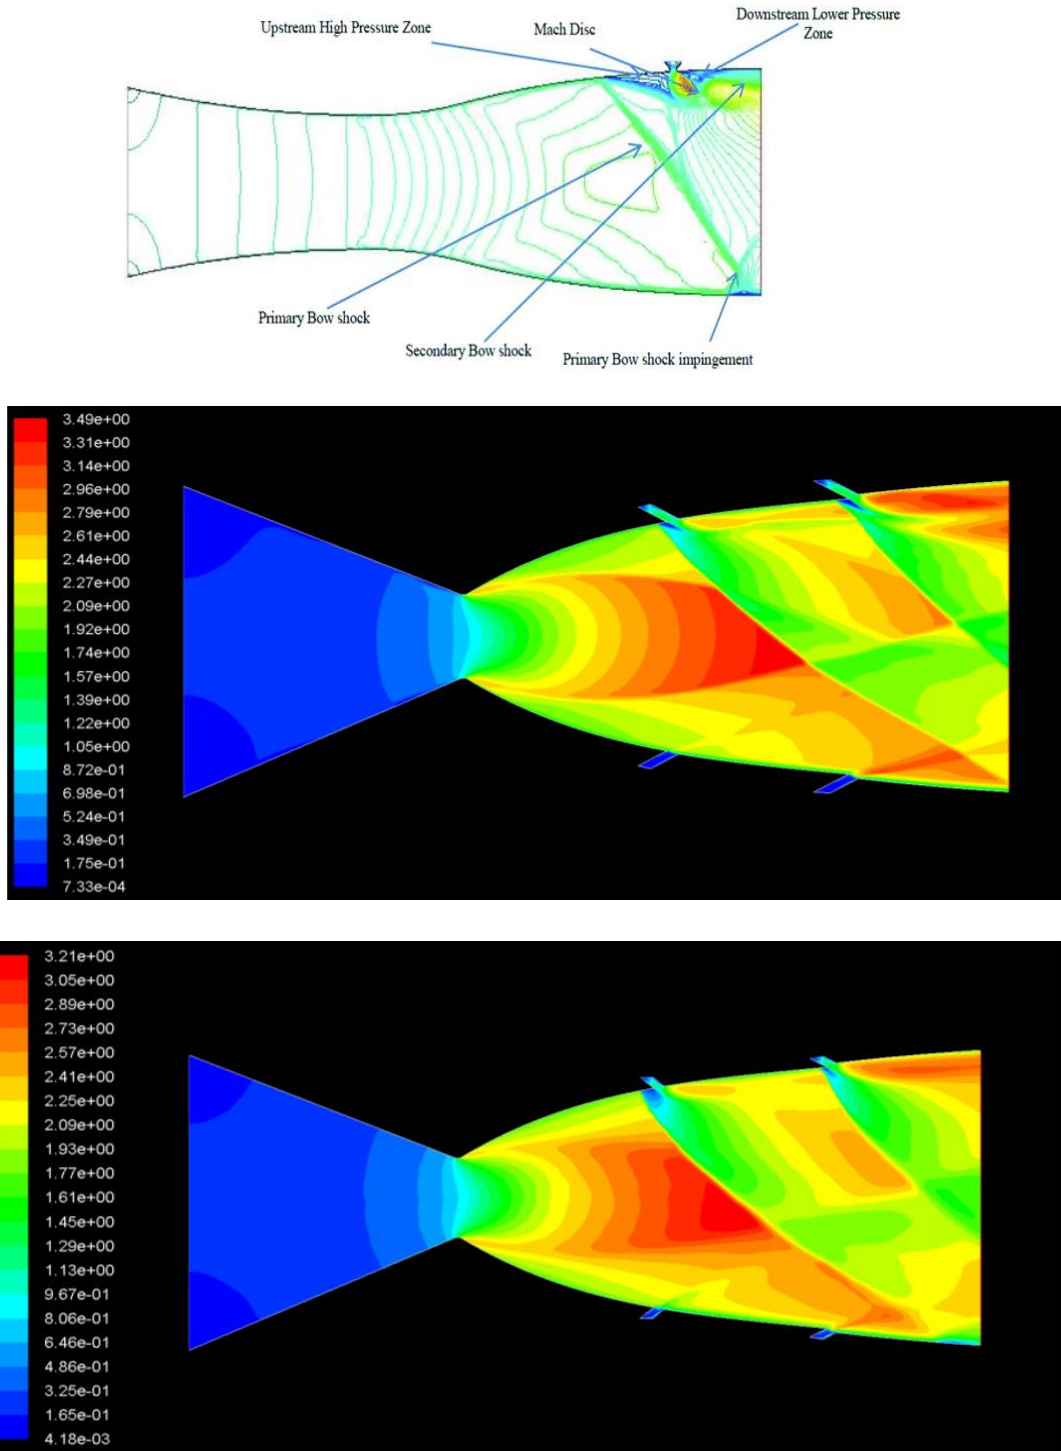 Upstream High Pressure Zone
Mach Disc
Downstream Lower Pressure
Zone
Primary Bow shock
Secondary Bow shock
Primary Bow shock impingement
3.49e+00
3.31e+00
3.14e+00
2.96e+00
2.79e+00
2.61e+00
2.44e+00
2.27e+00
2.09e+00
1.92e+00
1.74e+00
1.57e+00
1.39e+00
1.22e+00
1.05e+00
8.72e-01
6.98e-01
5.24e-01
3.49e-01
1.75e-01
7.33e-04
3.21e+00
3.05e+00
2.89e+00
2.73e+00
2.57e+00
2.41e+00
2.25e+00
2.09e+00
1.93e+00
1.77e+00
1.61e+00
1.45e+00
1.29e+00
1.13e+00
9.67e-01
8.06e-01
6.46e-01
4.86e-01
3.25e-01
1.65e-01
4.18e-03